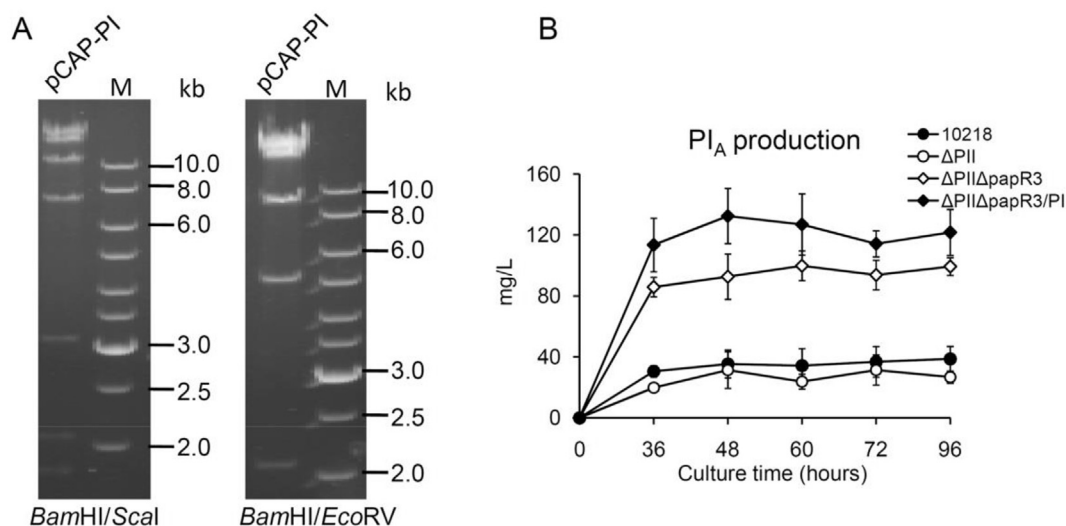 A
pCAP-PI
M
kb
10.0
8.0
6.0
3.0
2.5
2.0
BamHI/ScaI
pCAP-PI
M
kb
10.0
8.0
6.0
3.0
2.5
2.0
BamHI/EcoRV
B
PIA production
10218
ΔPII
ΔPIIΔpapR3
ΔPIIΔpapR3/PI
mg/L
160
120
80
40
0
0 36 48 60 72 96
Culture time (hours)